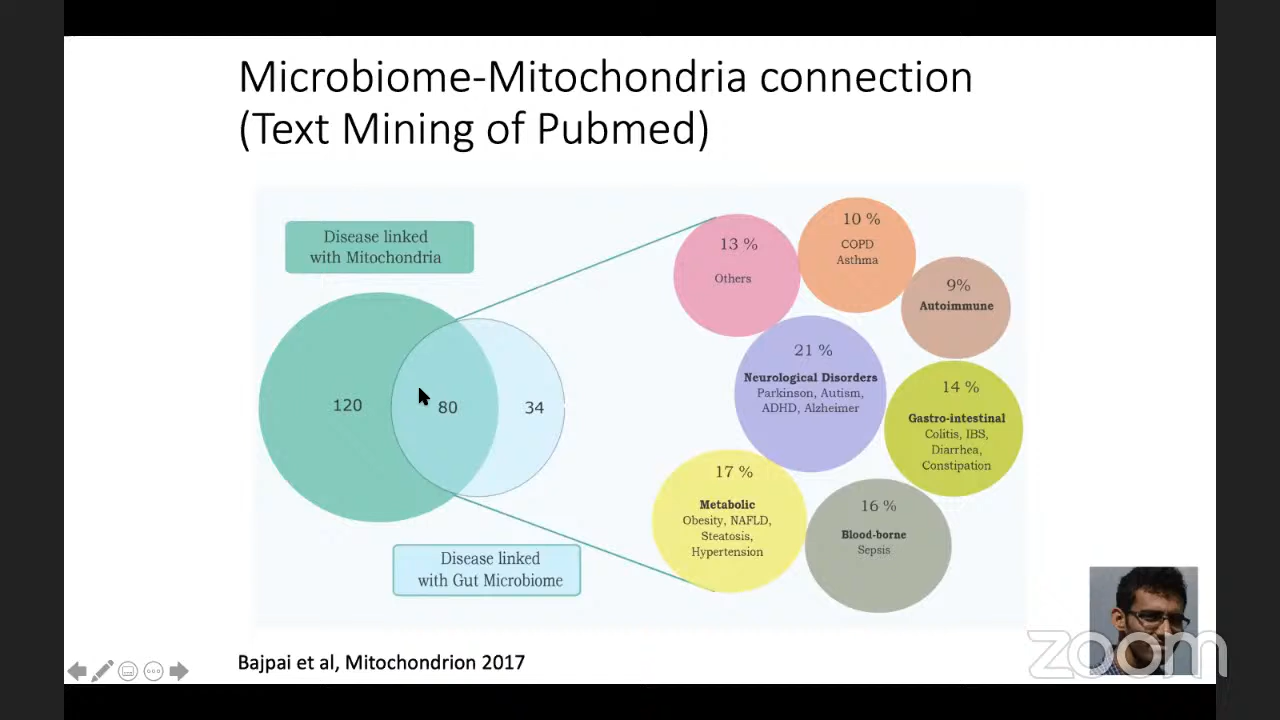 Microbiome-Mitochondria connection
(Text Mining of Pubmed)
Disease linked
with Mitochondria
120
80
34
Disease linked
with Gut Microbiome
13 %
Others
10 %
COPD
Asthma
9%
Autoimmune
21 %
Neurological Disorders
Parkinson, Autism,
ADHD, Alzheimer
14 %
Gastro-intestinal
Colitis, IBS,
Diarrhea,
Constipation
17 %
Metabolic
Obesity, NAFLD,
Steatosis,
Hypertension
16 %
Blood-borne
Sepsis
Bajpai et al, Mitochondrion 2017
zoom